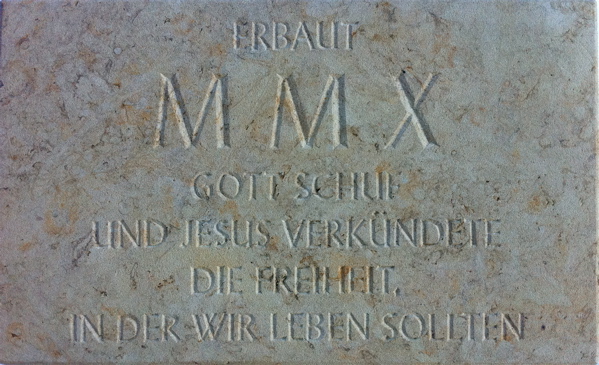 ERBAUT
MMX
GOTT SCHUF
UND JESUS VERKÜNDETE
DIE FREIHEIT,
IN DER WIR LEBEN SOLLTEN